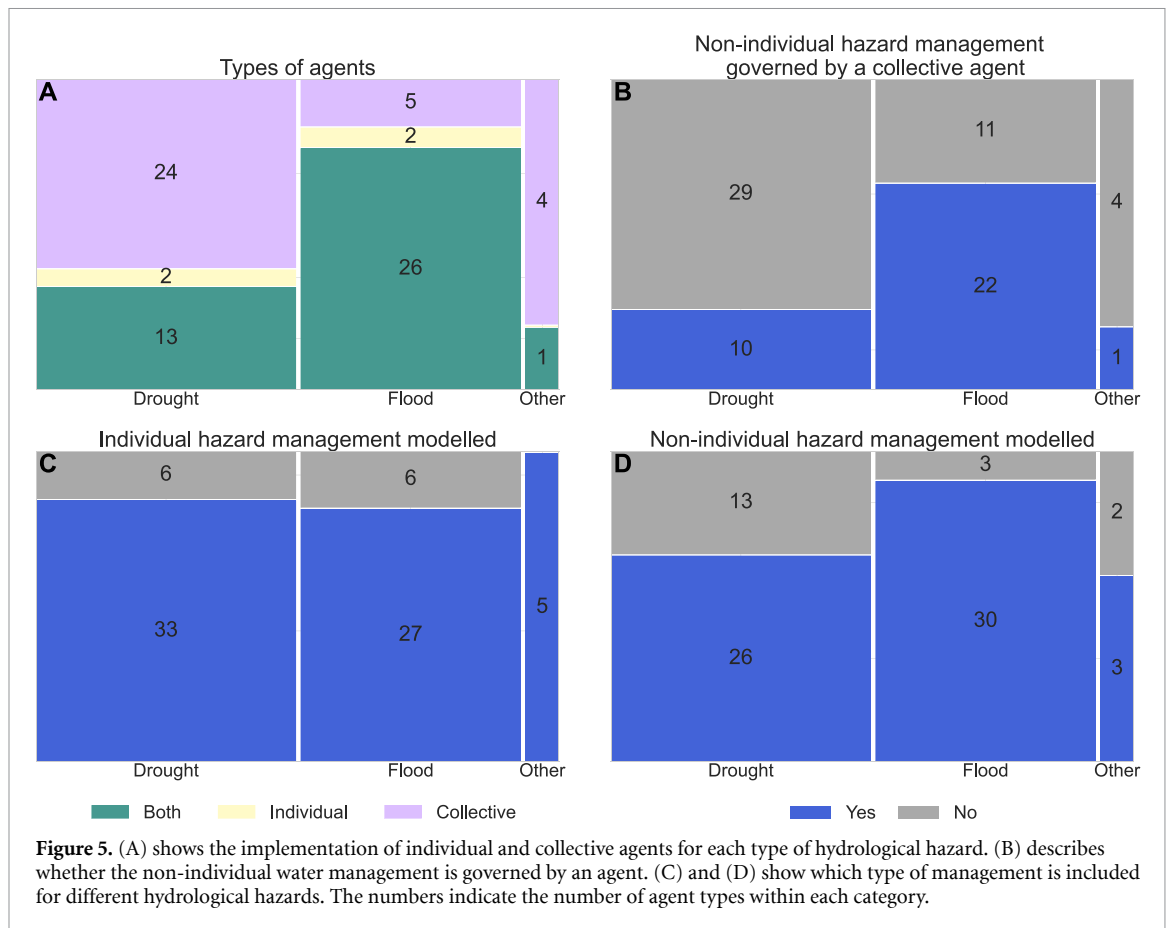 Types of agents
A
24
2
13
5
2
26
4
1
Drought
Flood
Other
Non-individual hazard management
governed by a collective agent
B
29
10
11
22
4
1
Drought
Flood
Other
Individual hazard management modelled
C
6
33
6
27
5
Drought
Flood
Other
Non-individual hazard management modelled
D
13
26
3
30
2
3
Drought
Flood
Other
Both
Individual
Collective
Yes
No
Figure 5. (A) shows the implementation of individual and collective agents for each type of hydrological hazard. (B) describes
whether the non-individual water management is governed by an agent. (C) and (D) show which type of management is included
for different hydrological hazards. The numbers indicate the number of agent types within each category.